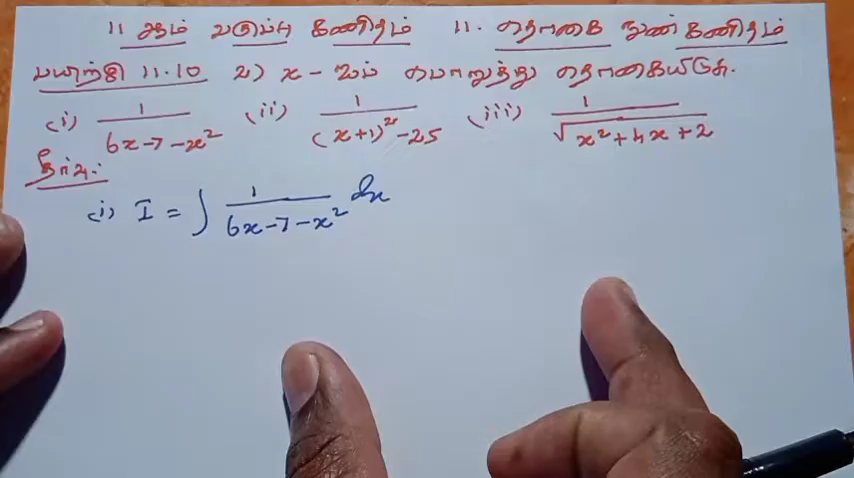 11 ஆம் வகுப்பு கணிதம் 11. தொகை நுண்கணிதம்
பயிற்சி 11.10 2) x - ஐப் பொறுத்து தொகையிடுக.
(i) 1/(6x-7-x²) (ii) 1/((x+1)²-25) (iii) 1/√(x²+4x+2)
தீர்வு:
(i) I = ∫ 1/(6x-7-x²) dx